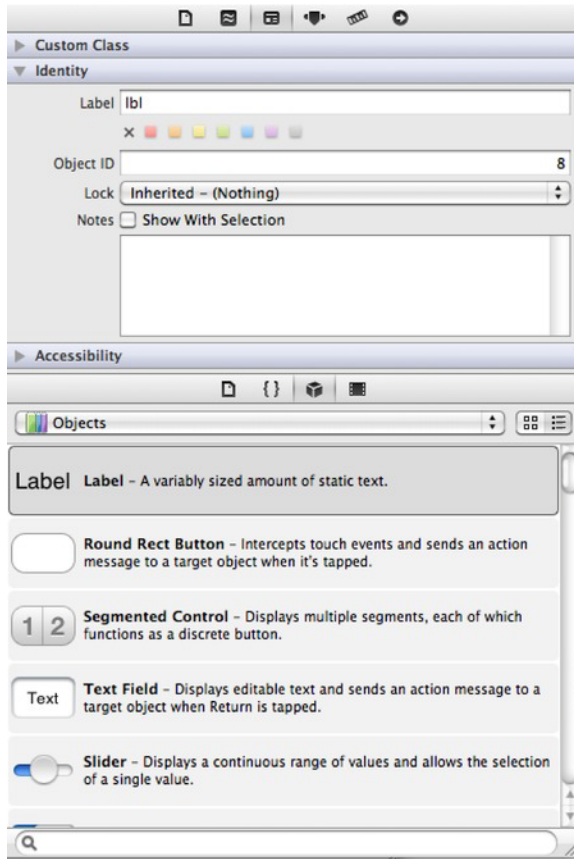 Custom Class
Identity
Label lbl
Object ID 8
Lock Inherited – (Nothing)
Notes Show With Selection
Accessibility
{ }
Objects
Label Label – A variably sized amount of static text.
Round Rect Button – Intercepts touch events and sends an action
message to a target object when it's tapped.
1 2 Segmented Control – Displays multiple segments, each of which
functions as a discrete button.
Text Text Field – Displays editable text and sends an action message to a
target object when Return is tapped.
Slider – Displays a continuous range of values and allows the selection
of a single value.